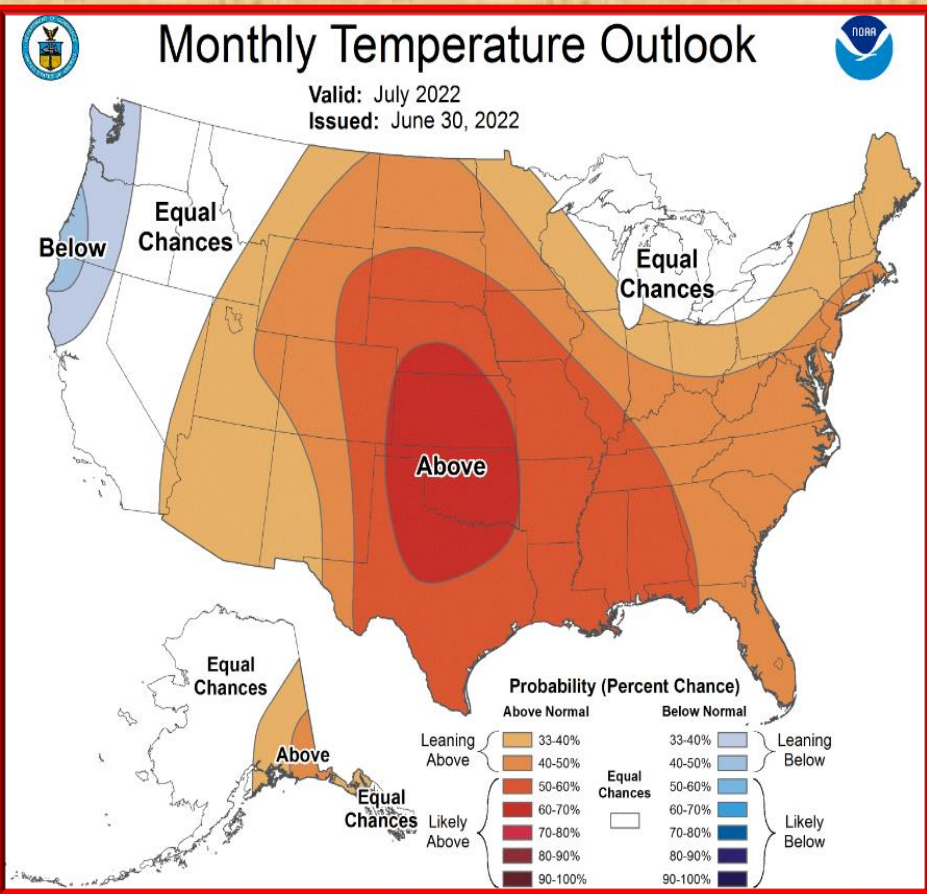 Monthly Temperature Outlook
NOAA
Valid: July 2022
Issued: June 30, 2022
Below
Equal
Chances
Equal
Chances
Above
Equal
Chances
Above
Equal
Chances
Probability (Percent Chance)
Above Normal
Below Normal
Leaning
Above
33-40%
40-50%
Likely
Above
50-60%
60-70%
70-80%
80-90%
90-100%
Equal
Chances
33-40%
40-50%
Leaning
Below
50-60%
60-70%
70-80%
80-90%
90-100%
Likely
Below